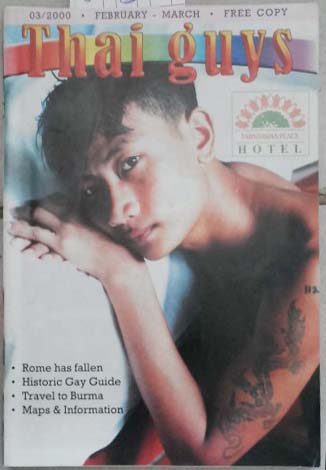 03/2000 • FEBRUARY - MARCH • FREE COPY
Thai guys
TARNTAWAN PLACE
HOTEL
• Rome has fallen
• Historic Gay Guide
• Travel to Burma
• Maps & Information